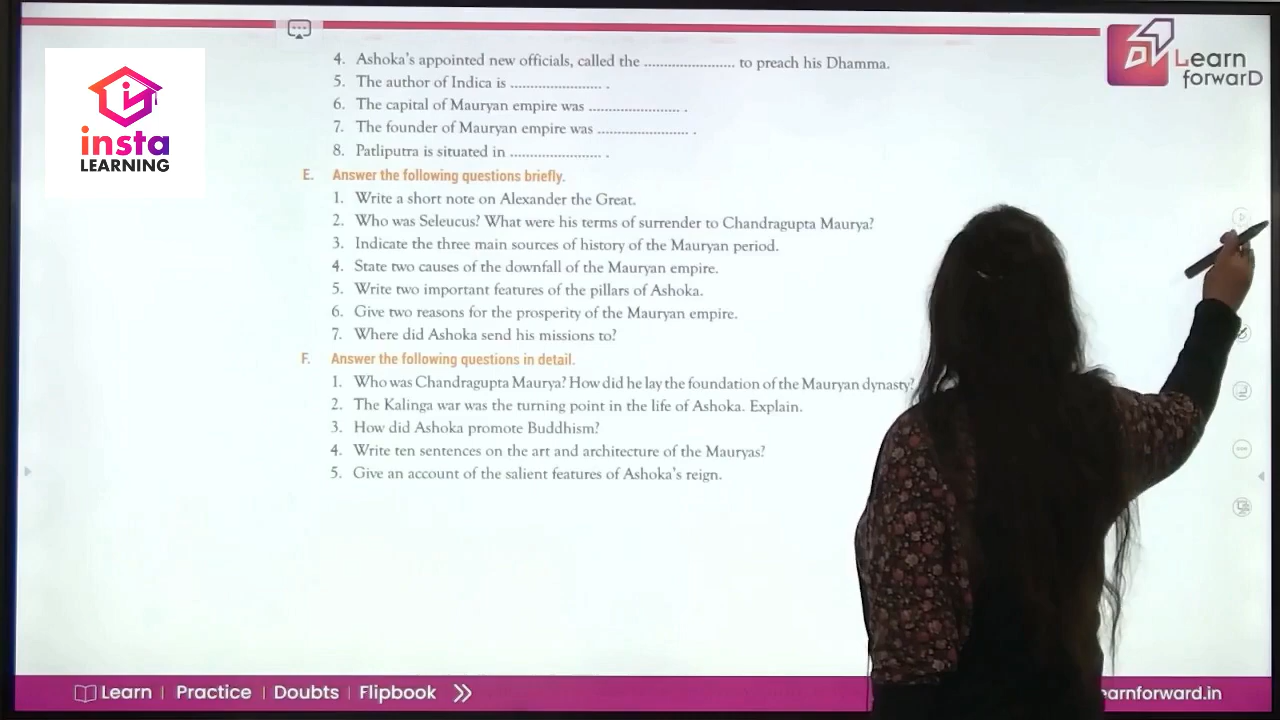 Learn
forwarD
insta
LEARNING
4. Ashoka's appointed new officials, called the ........................ to preach his Dhamma.
5. The author of Indica is ........................ .
6. The capital of Mauryan empire was ........................ .
7. The founder of Mauryan empire was ........................ .
8. Patliputra is situated in ........................ .
E. Answer the following questions briefly.
1. Write a short note on Alexander the Great.
2. Who was Seleucus? What were his terms of surrender to Chandragupta Maurya?
3. Indicate the three main sources of history of the Mauryan period.
4. State two causes of the downfall of the Mauryan empire.
5. Write two important features of the pillars of Ashoka.
6. Give two reasons for the prosperity of the Mauryan empire.
7. Where did Ashoka send his missions to?
F. Answer the following questions in detail.
1. Who was Chandragupta Maurya? How did he lay the foundation of the Mauryan dynasty?
2. The Kalinga war was the turning point in the life of Ashoka. Explain.
3. How did Ashoka promote Buddhism?
4. Write ten sentences on the art and architecture of the Mauryas?
5. Give an account of the salient features of Ashoka's reign.
Learn | Practice | Doubts | Flipbook
earnforward.in